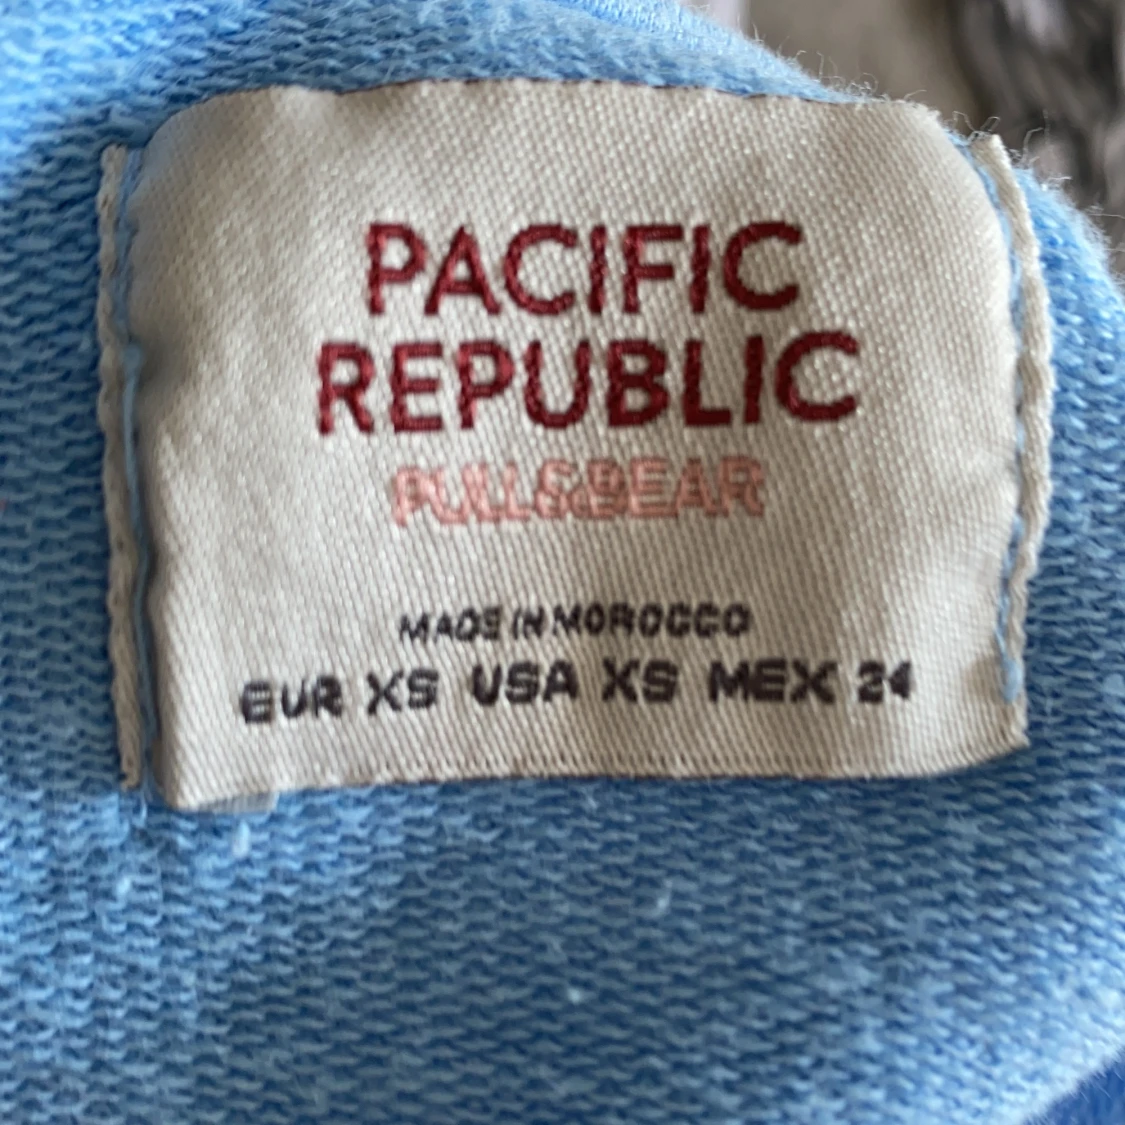 PACIFIC
REPUBLIC
PULL&BEAR
MADE IN MOROCCO
EUR XS USA XS MEX 24